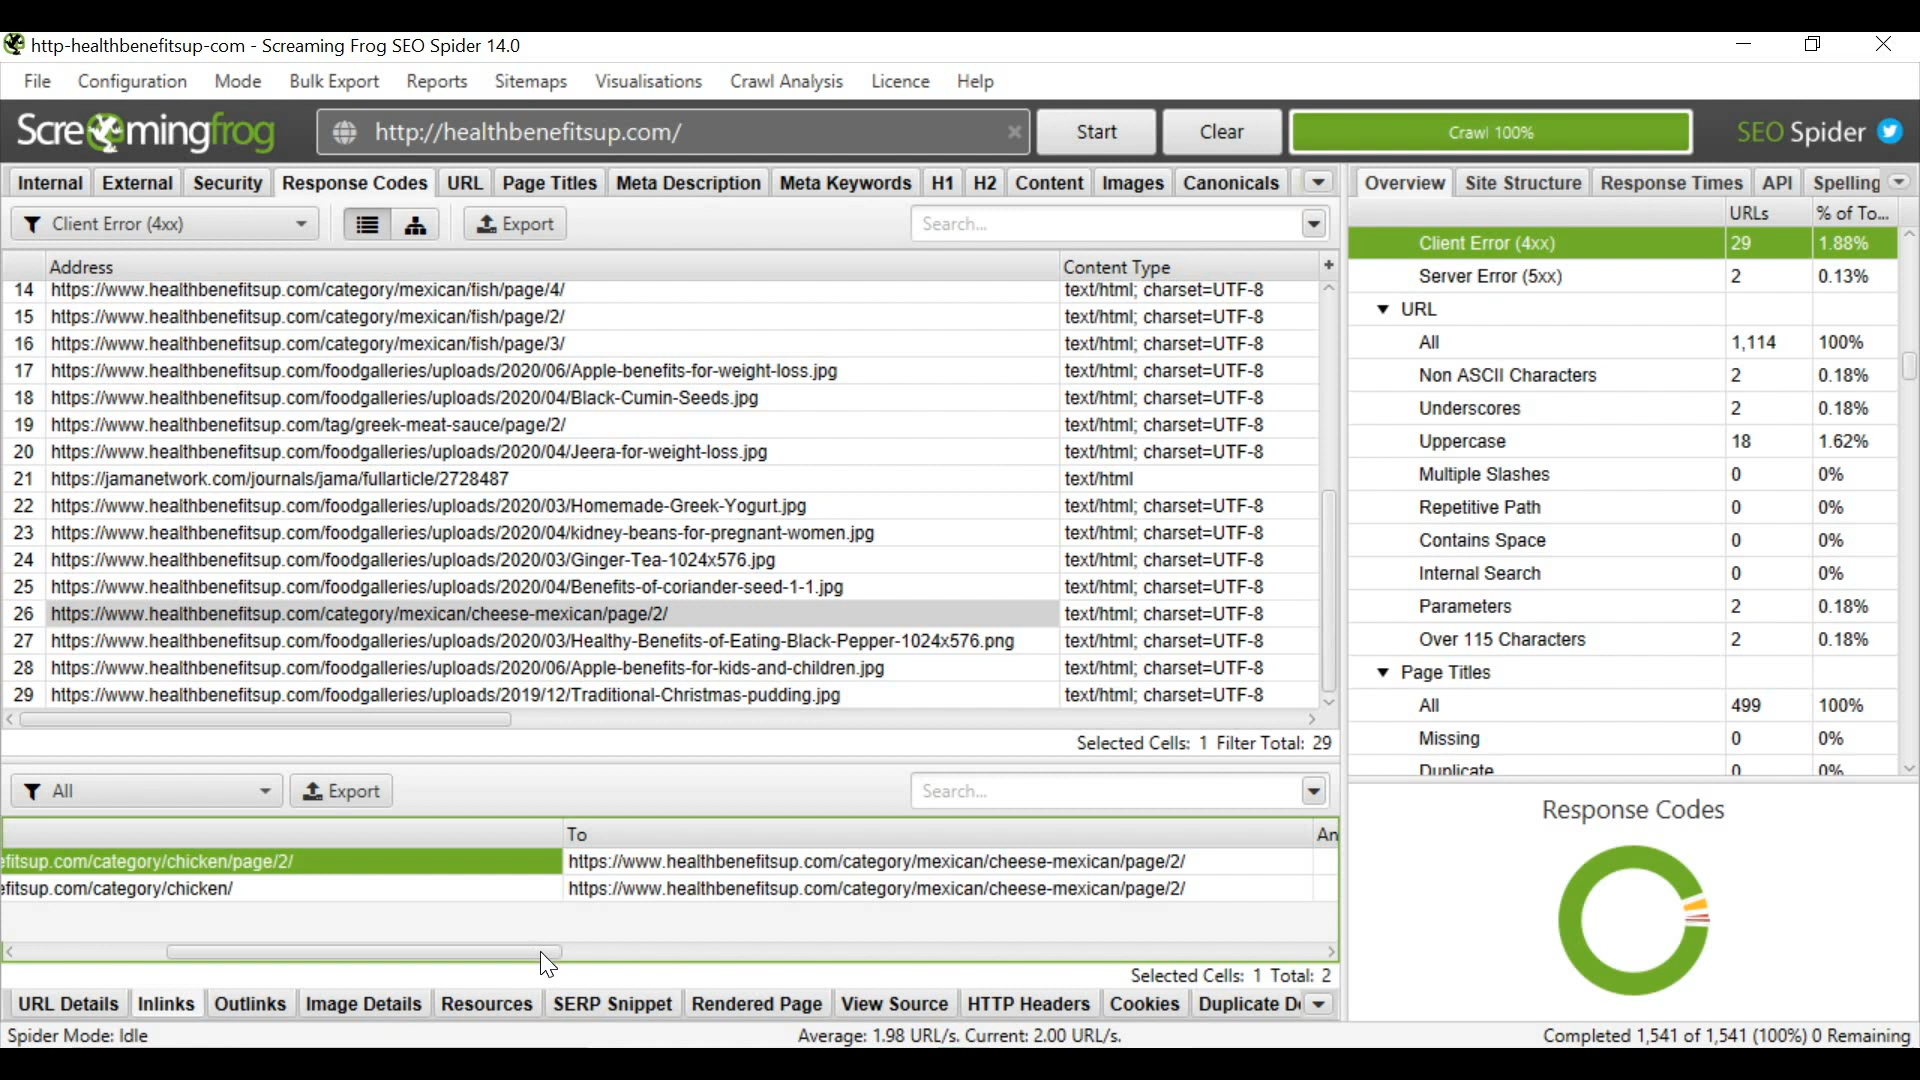 http-healthbenefitsup-com - Screaming Frog SEO Spider 14.0
File Configuration Mode Bulk Export Reports Sitemaps Visualisations Crawl Analysis Licence Help
Screamingfrog http://healthbenefitsup.com/ Start Clear Crawl 100% SEO Spider
Internal External Security Response Codes URL Page Titles Meta Description Meta Keywords H1 H2 Content Images Canonicals
Client Error (4xx) Export Search...
Address Content Type +
14 https://www.healthbenefitsup.com/category/mexican/fish/page/4/ text/html; charset=UTF-8
15 https://www.healthbenefitsup.com/category/mexican/fish/page/2/ text/html; charset=UTF-8
16 https://www.healthbenefitsup.com/category/mexican/fish/page/3/ text/html; charset=UTF-8
17 https://www.healthbenefitsup.com/foodgalleries/uploads/2020/06/Apple-benefits-for-weight-loss.jpg text/html; charset=UTF-8
18 https://www.healthbenefitsup.com/foodgalleries/uploads/2020/04/Black-Cumin-Seeds.jpg text/html; charset=UTF-8
19 https://www.healthbenefitsup.com/tag/greek-meat-sauce/page/2/ text/html; charset=UTF-8
20 https://www.healthbenefitsup.com/foodgalleries/uploads/2020/04/Jeera-for-weight-loss.jpg text/html; charset=UTF-8
21 https://jamanetwork.com/journals/jama/fullarticle/2728487 text/html
22 https://www.healthbenefitsup.com/foodgalleries/uploads/2020/03/Homemade-Greek-Yogurt.jpg text/html; charset=UTF-8
23 https://www.healthbenefitsup.com/foodgalleries/uploads/2020/04/kidney-beans-for-pregnant-women.jpg text/html; charset=UTF-8
24 https://www.healthbenefitsup.com/foodgalleries/uploads/2020/03/Ginger-Tea-1024x576.jpg text/html; charset=UTF-8
25 https://www.healthbenefitsup.com/foodgalleries/uploads/2020/04/Benefits-of-coriander-seed-1-1.jpg text/html; charset=UTF-8
26 https://www.healthbenefitsup.com/category/mexican/cheese-mexican/page/2/ text/html; charset=UTF-8
27 https://www.healthbenefitsup.com/foodgalleries/uploads/2020/03/Healthy-Benefits-of-Eating-Black-Pepper-1024x576.png text/html; charset=UTF-8
28 https://www.healthbenefitsup.com/foodgalleries/uploads/2020/06/Apple-benefits-for-kids-and-children.jpg text/html; charset=UTF-8
29 https://www.healthbenefitsup.com/foodgalleries/uploads/2019/12/Traditional-Christmas-pudding.jpg text/html; charset=UTF-8
Selected Cells: 1 Filter Total: 29
All Export Search...
To An
efitsup.com/category/chicken/page/2/ https://www.healthbenefitsup.com/category/mexican/cheese-mexican/page/2/
efitsup.com/category/chicken/ https://www.healthbenefitsup.com/category/mexican/cheese-mexican/page/2/
Selected Cells: 1 Total: 2
URL Details Inlinks Outlinks Image Details Resources SERP Snippet Rendered Page View Source HTTP Headers Cookies Duplicate De
Overview Site Structure Response Times API Spelling
URLs % of To...
Client Error (4xx) 29 1.88%
Server Error (5xx) 2 0.13%
URL
All 1,114 100%
Non ASCII Characters 2 0.18%
Underscores 2 0.18%
Uppercase 18 1.62%
Multiple Slashes 0 0%
Repetitive Path 0 0%
Contains Space 0 0%
Internal Search 0 0%
Parameters 2 0.18%
Over 115 Characters 2 0.18%
Page Titles
All 499 100%
Missing 0 0%
Duplicate 0 0%
Response Codes
Spider Mode: Idle Average: 1.98 URL/s. Current: 2.00 URL/s. Completed 1,541 of 1,541 (100%) 0 Remaining